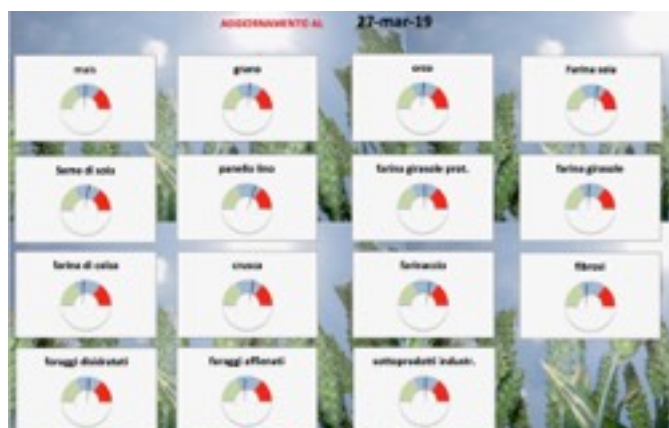 AGGIORNAMENTO AL 27-mar-19
mais grano orzo Farina soia
Seme di soia panello lino farina girasole prot. farina girasole
farina di colza crusca farinaccio fibrosi
foraggi disidratati foraggi affienati sottoprodotti industr.